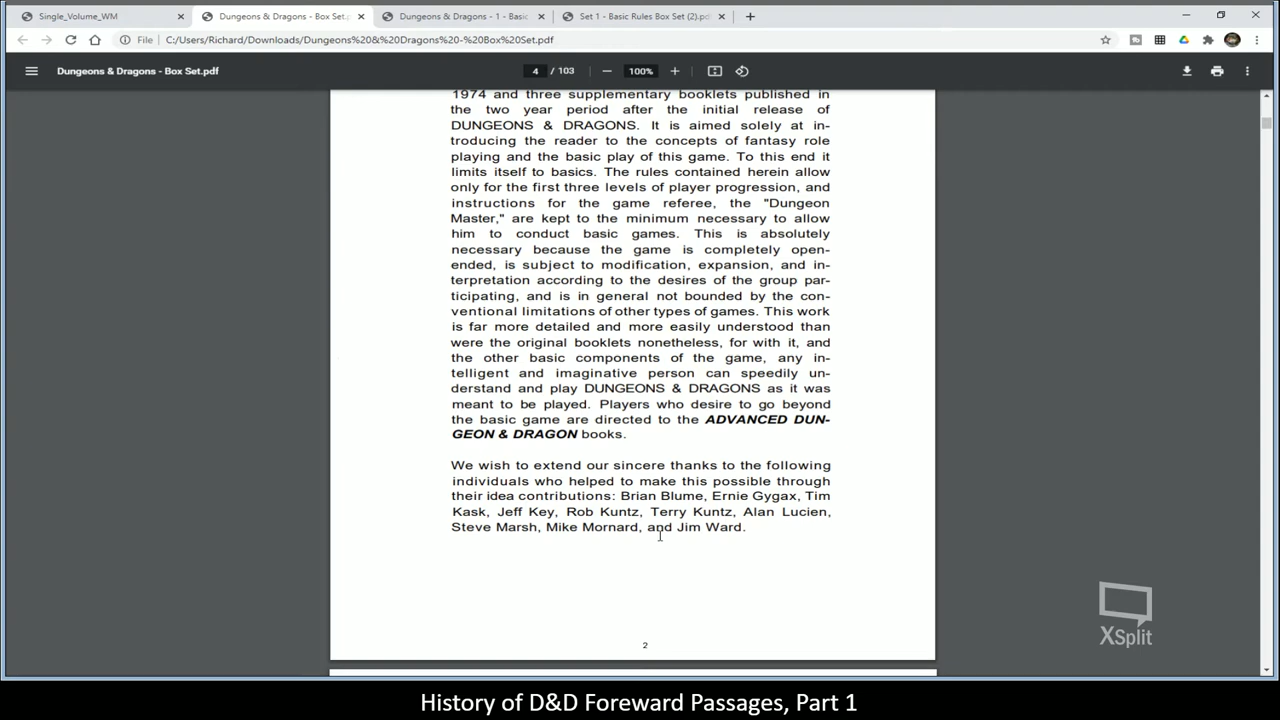 Single_Volume_WM
Dungeons & Dragons - Box Set.p
Dungeons & Dragons - 1 - Basic
Set 1 - Basic Rules Box Set (2).pd
File C:/Users/Richard/Downloads/Dungeons%20&%20Dragons%20-%20Box%20Set.pdf
Dungeons & Dragons - Box Set.pdf
4 / 103
100%
1974 and three supplementary booklets published in
the two year period after the initial release of
DUNGEONS & DRAGONS. It is aimed solely at in-
troducing the reader to the concepts of fantasy role
playing and the basic play of this game. To this end it
limits itself to basics. The rules contained herein allow
only for the first three levels of player progression, and
instructions for the game referee, the "Dungeon
Master," are kept to the minimum necessary to allow
him to conduct basic games. This is absolutely
necessary because the game is completely open-
ended, is subject to modification, expansion, and in-
terpretation according to the desires of the group par-
ticipating, and is in general not bounded by the con-
ventional limitations of other types of games. This work
is far more detailed and more easily understood than
were the original booklets nonetheless, for with it, and
the other basic components of the game, any in-
telligent and imaginative person can speedily un-
derstand and play DUNGEONS & DRAGONS as it was
meant to be played. Players who desire to go beyond
the basic game are directed to the ADVANCED DUN-
GEON & DRAGON books.
We wish to extend our sincere thanks to the following
individuals who helped to make this possible through
their idea contributions: Brian Blume, Ernie Gygax, Tim
Kask, Jeff Key, Rob Kuntz, Terry Kuntz, Alan Lucien,
Steve Marsh, Mike Mornard, and Jim Ward.
2
XSplit
History of D&D Foreward Passages, Part 1